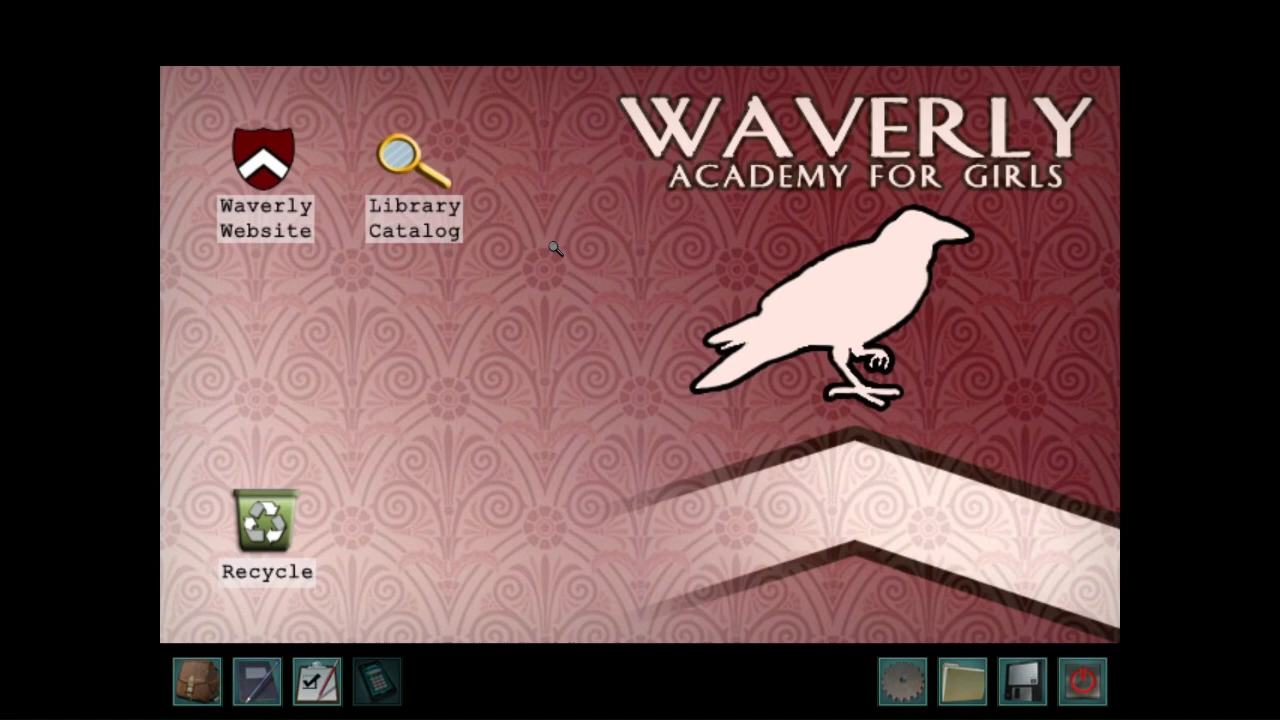 WAVERLY
ACADEMY FOR GIRLS
Waverly
Website
Library
Catalog
Recycle